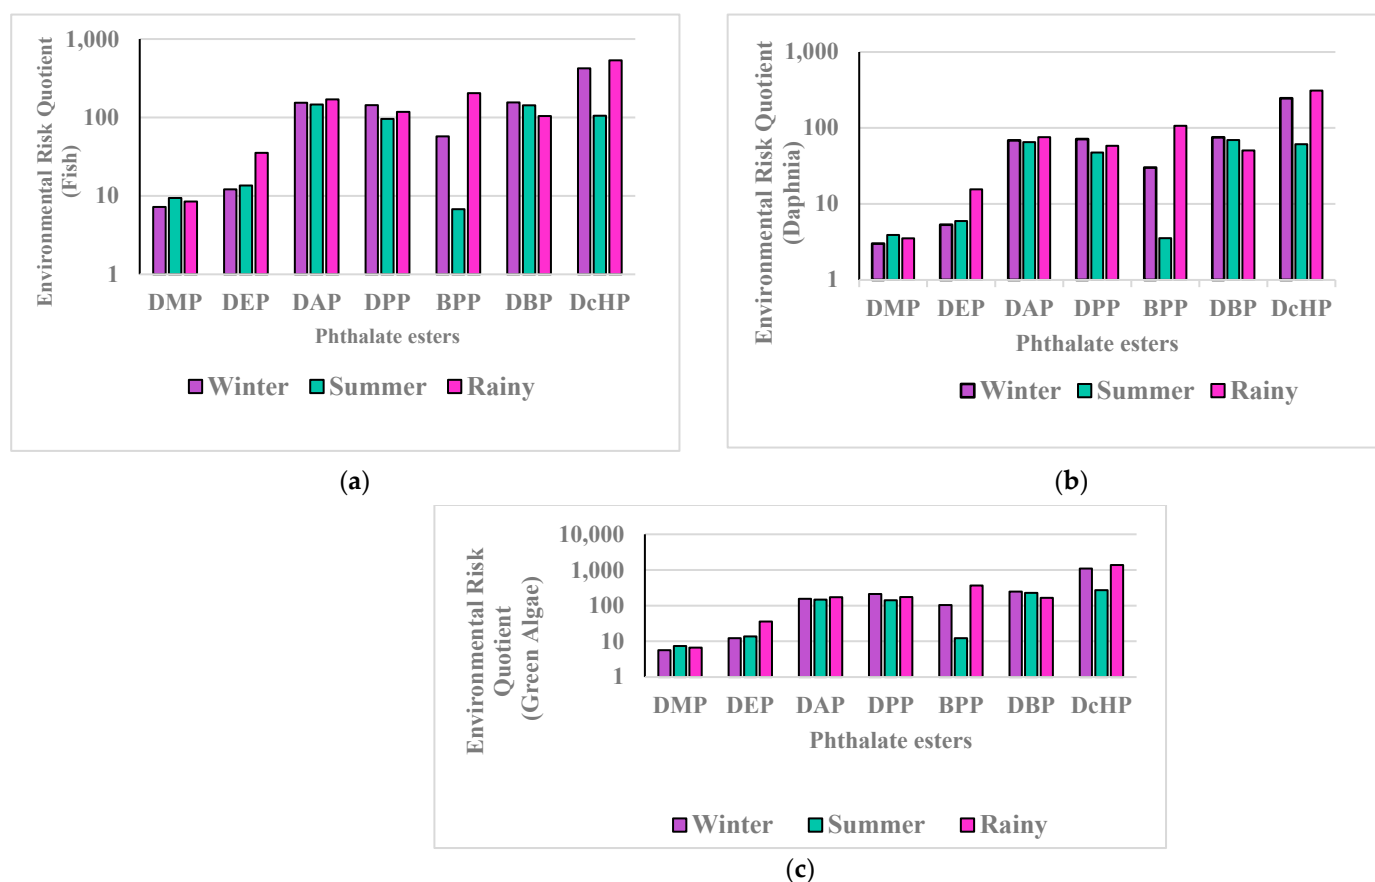 Environmental Risk Quotient
(Fish)
1,000
100
10
1
DMP DEP DAP DPP BPP DBP DcHP
Phthalate esters
Winter Summer Rainy
(a)
Environmental Risk Quotient
(Daphnia)
1,000
100
10
1
DMP DEP DAP DPP BPP DBP DcHP
Phthalate esters
Winter Summer Rainy
(b)
Environmental Risk
Quotient
(Green Algae)
10,000
1,000
100
10
1
DMP DEP DAP DPP BPP DBP DcHP
Phthalate esters
Winter Summer Rainy
(c)